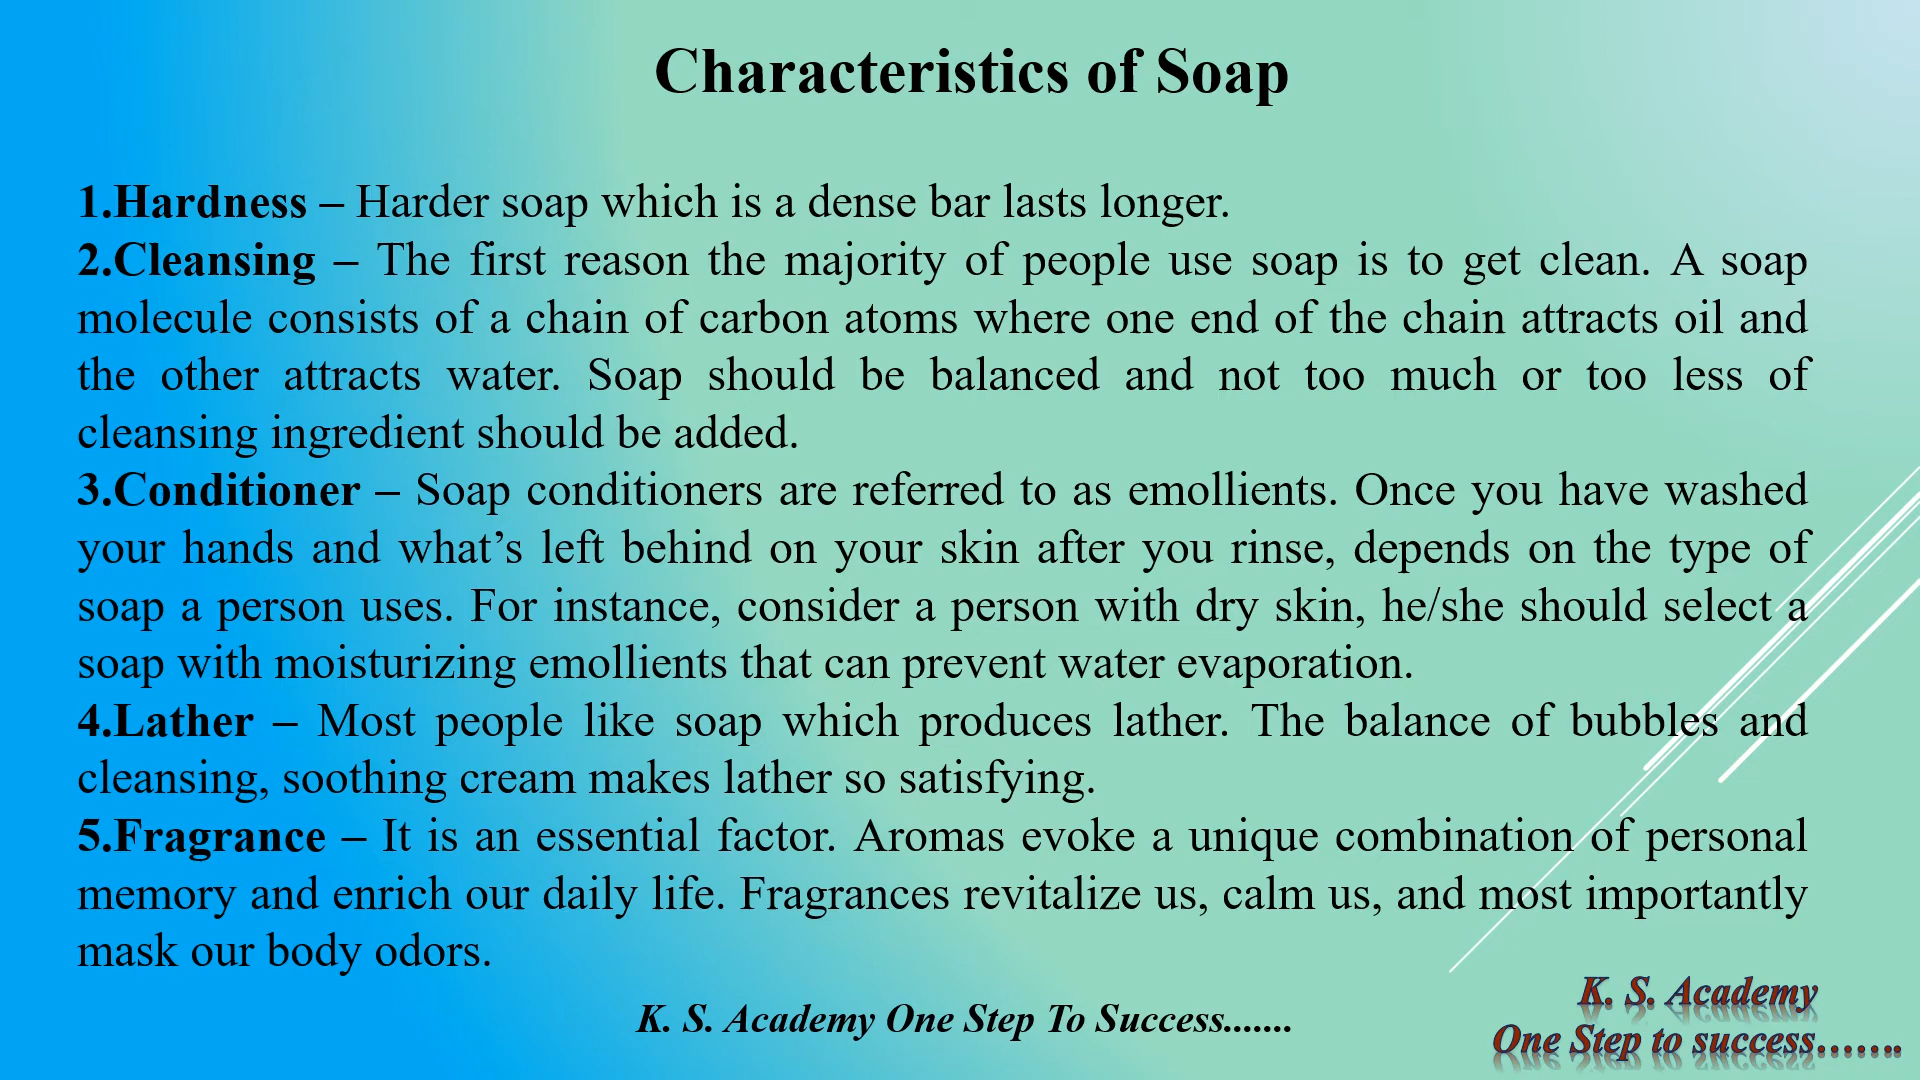 Characteristics of Soap
1.Hardness – Harder soap which is a dense bar lasts longer.
2.Cleansing – The first reason the majority of people use soap is to get clean. A soap
molecule consists of a chain of carbon atoms where one end of the chain attracts oil and
the other attracts water. Soap should be balanced and not too much or too less of
cleansing ingredient should be added.
3.Conditioner – Soap conditioners are referred to as emollients. Once you have washed
your hands and what’s left behind on your skin after you rinse, depends on the type of
soap a person uses. For instance, consider a person with dry skin, he/she should select a
soap with moisturizing emollients that can prevent water evaporation.
4.Lather – Most people like soap which produces lather. The balance of bubbles and
cleansing, soothing cream makes lather so satisfying.
5.Fragrance – It is an essential factor. Aromas evoke a unique combination of personal
memory and enrich our daily life. Fragrances revitalize us, calm us, and most importantly
mask our body odors.
K. S. Academy One Step To Success.......
K. S. Academy
One Step to success…….